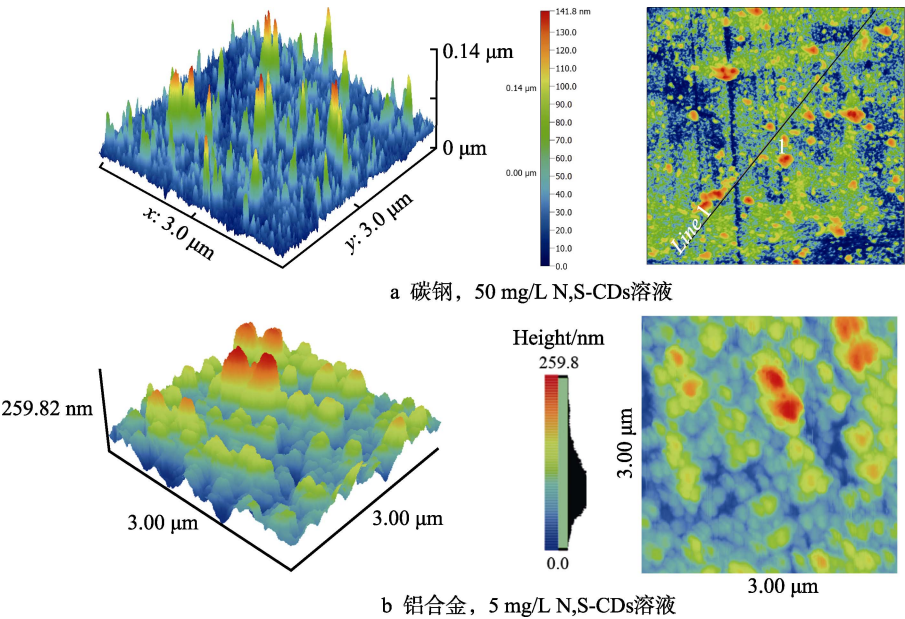 0.14 μm
0 μm
x: 3.0 μm
y: 3.0 μm
0.14 μm
0.00 μm
141.8 nm
130.0
120.0
110.0
100.0
90.0
80.0
70.0
60.0
50.0
40.0
30.0
20.0
10.0
0.0
1
Line 1
a 碳钢，50 mg/L N,S-CDs溶液
259.82 nm
3.00 μm
3.00 μm
Height/nm
259.8
0.0
3.00 μm
3.00 μm
b 铝合金，5 mg/L N,S-CDs溶液